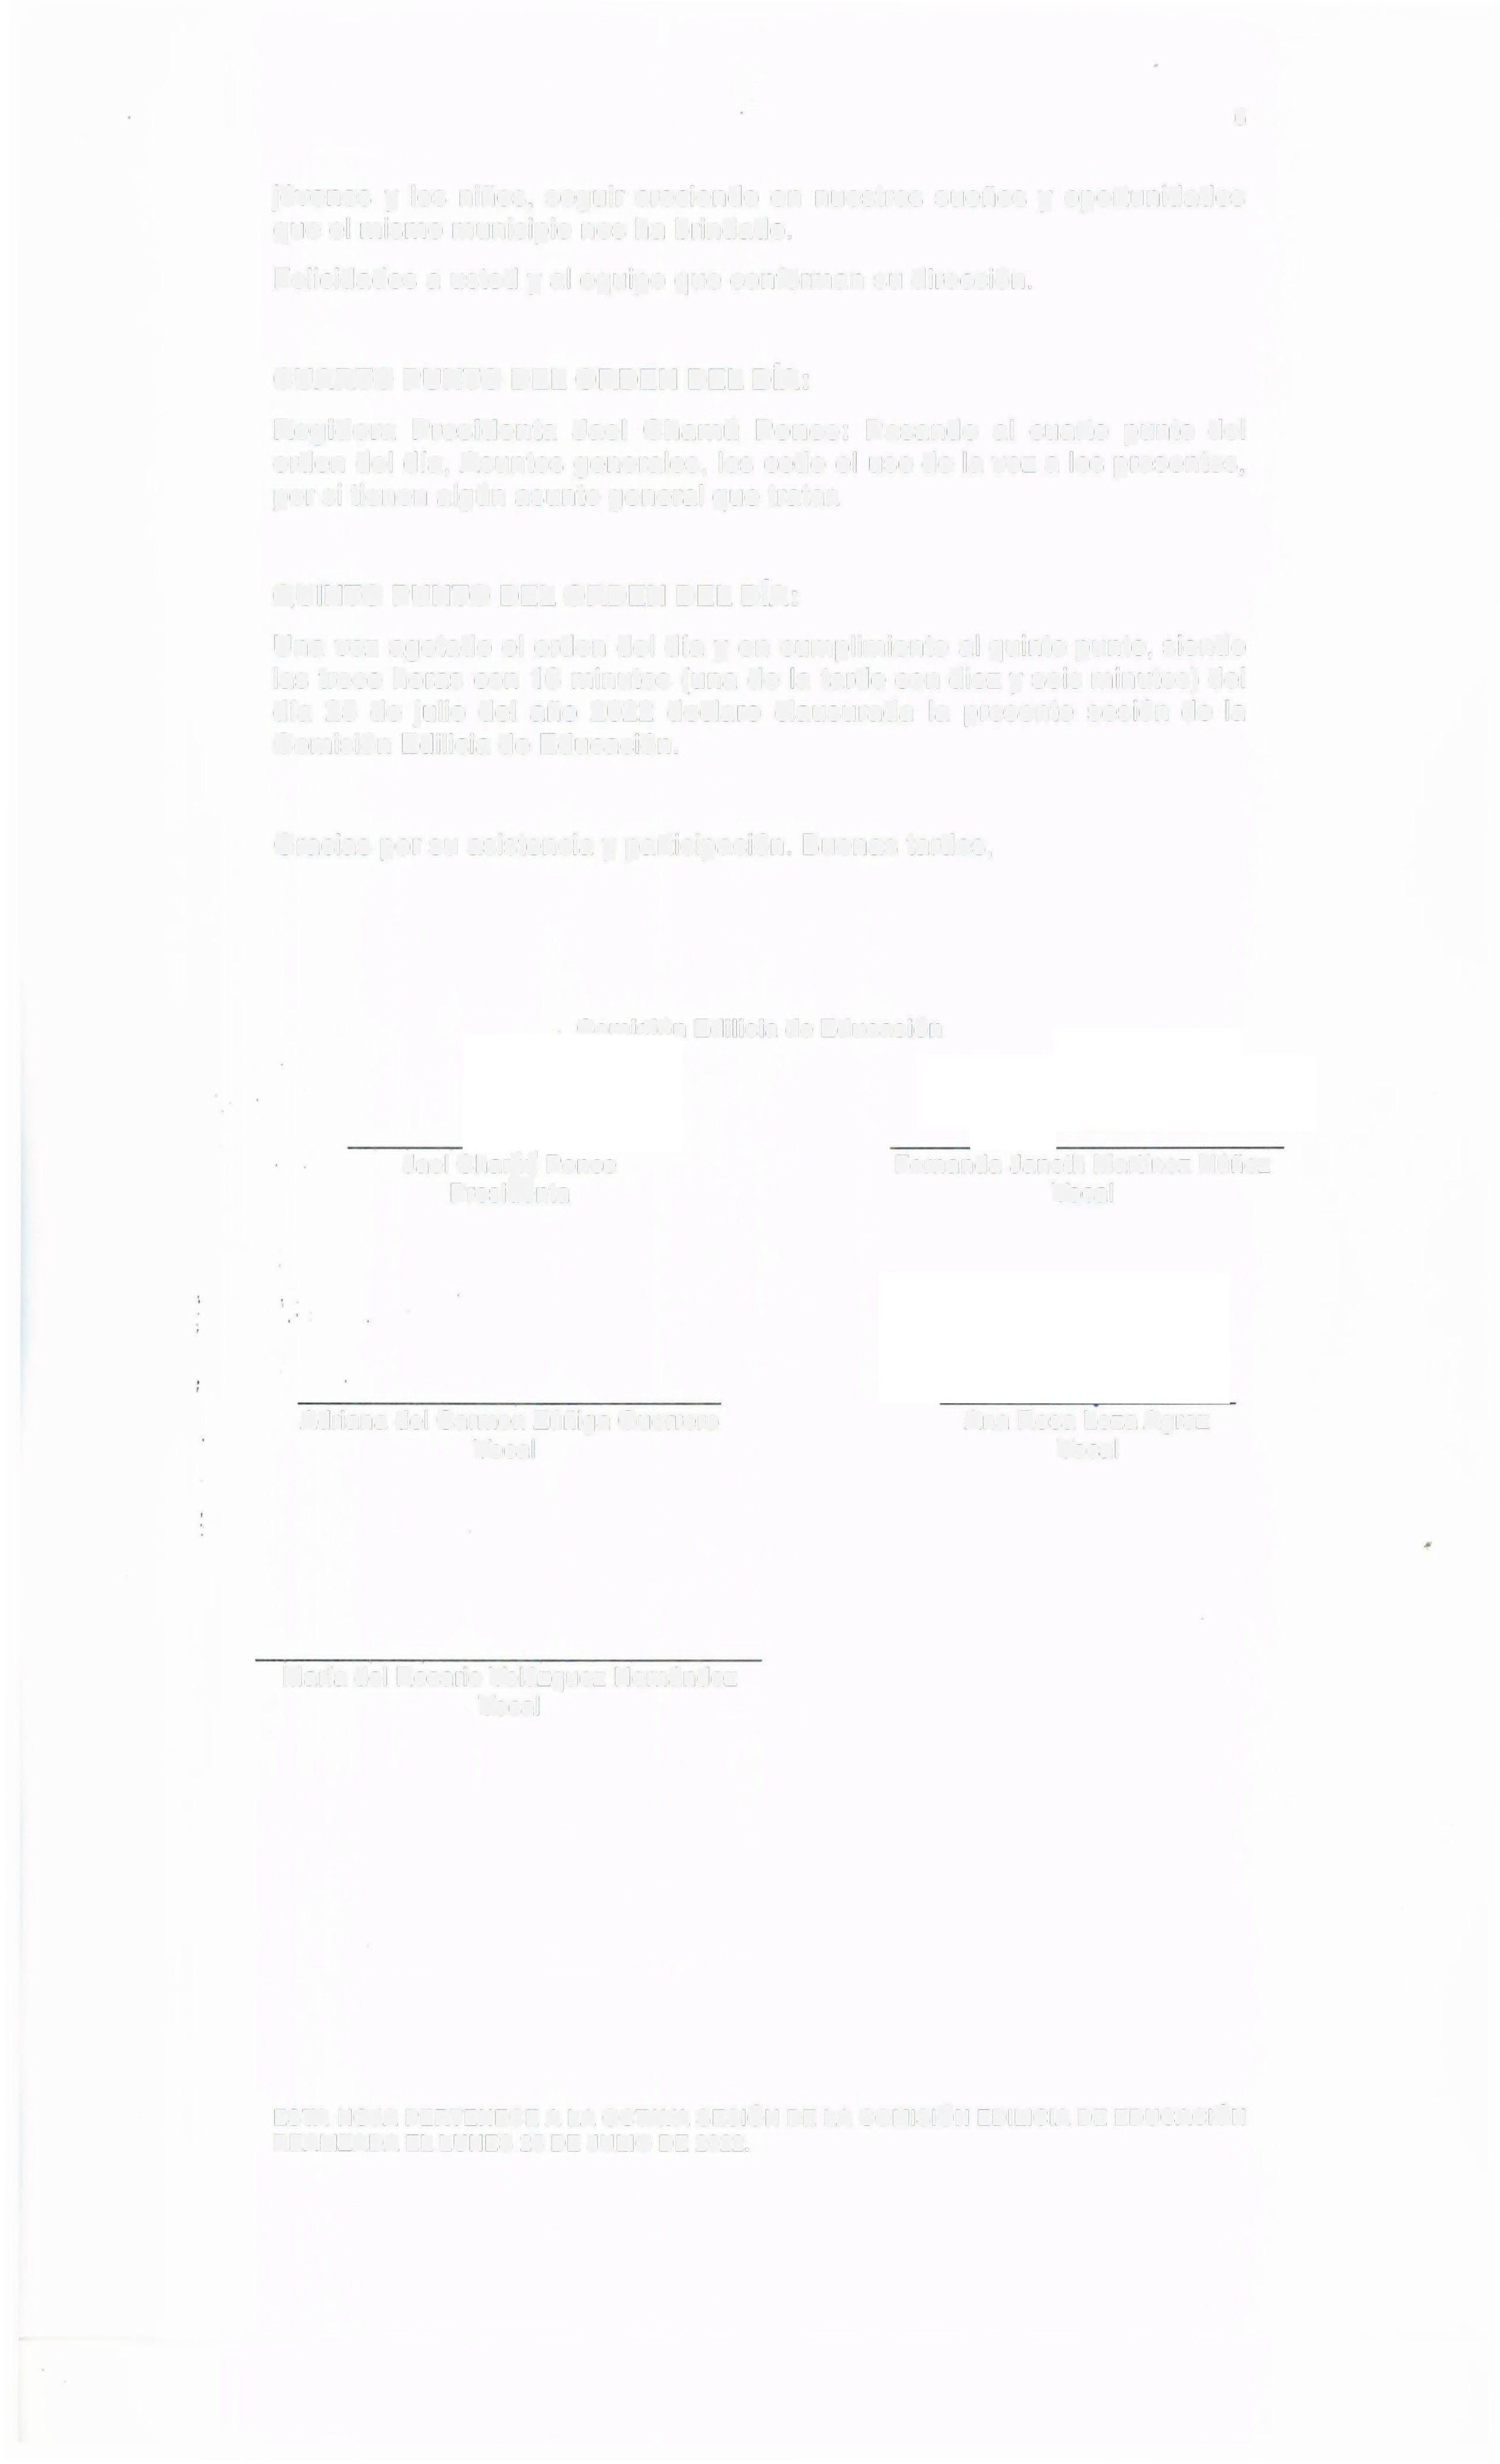 6
jóvenes y los niños, seguir creciendo en nuestros sueños y oportunidades
que el mismo municipio nos ha brindado.
Felicidades a usted y al equipo que conforman su dirección.
CUARTO PUNTO DEL ORDEN DEL DÍA:
Regidora Presidenta Jael Chamú Ponce: Pasando al cuarto punto del
orden del día, Asuntos generales, les cedo el uso de la voz a los presentes,
por si tienen algún asunto general que tratar.
QUINTO PUNTO DEL ORDEN DEL DÍA:
Una vez agotado el orden del día y en cumplimiento al quinto punto, siendo
las trece horas con 16 minutos (una de la tarde con diez y seis minutos) del
día 25 de julio del año 2022 declaro clausurada la presente sesión de la
Comisión Edilicia de Educación.
Gracias por su asistencia y participación. Buenas tardes,
Comisión Edilicia de Educación
Jael Chamú Ponce
Presidenta
Fernanda Janeth Martínez Núñez
Vocal
Adriana del Carmen Zúñiga Guerrero
Vocal
Ana Rosa Loza Agraz
Vocal
María del Rosario Velázquez Hernández
Vocal
ESTA HOJA PERTENECE A LA OCTAVA SESIÓN DE LA COMISIÓN EDILICIA DE EDUCACIÓN
REALIZADA EL LUNES 25 DE JULIO DE 2022.